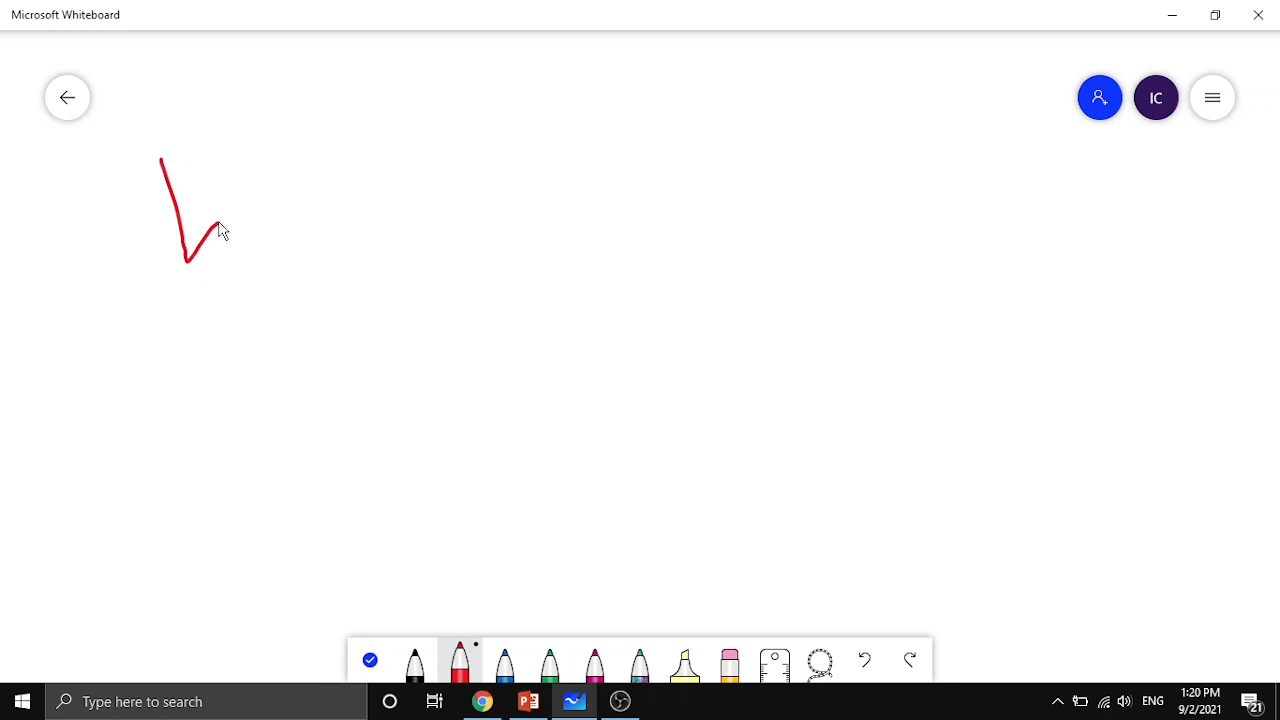 Microsoft Whiteboard
IC
Type here to search
ENG
1:20 PM
9/2/2021
21